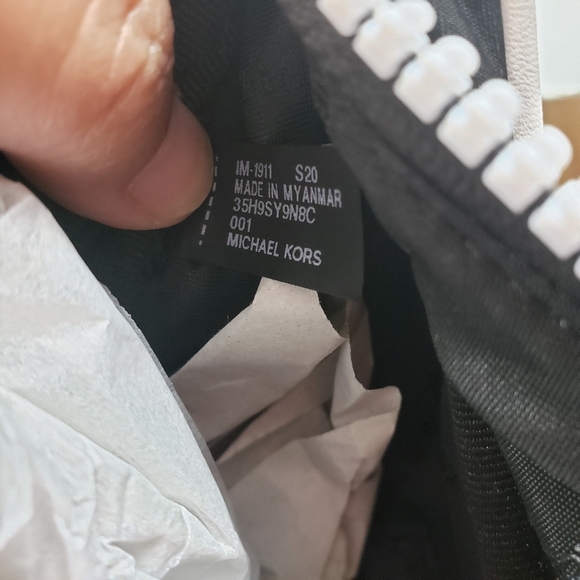 IM-1911 S20
MADE IN MYANMAR
35H9SY9N8C
001
MICHAEL KORS